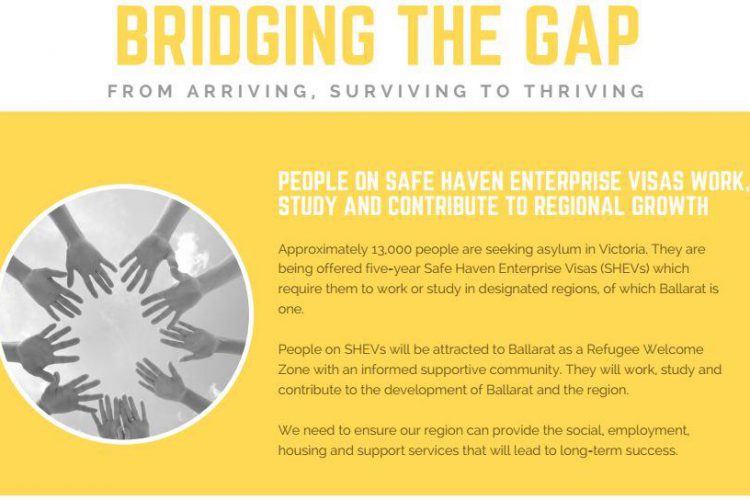 BRIDGING THE GAP
FROM ARRIVING, SURVIVING TO THRIVING
PEOPLE ON SAFE HAVEN ENTERPRISE VISAS WORK,
STUDY AND CONTRIBUTE TO REGIONAL GROWTH
Approximately 13,000 people are seeking asylum in Victoria. They are
being offered five-year Safe Haven Enterprise Visas (SHEVs) which
require them to work or study in designated regions, of which Ballarat is
one.
People on SHEVs will be attracted to Ballarat as a Refugee Welcome
Zone with an informed supportive community. They will work, study and
contribute to the development of Ballarat and the region.
We need to ensure our region can provide the social, employment,
housing and support services that will lead to long-term success.